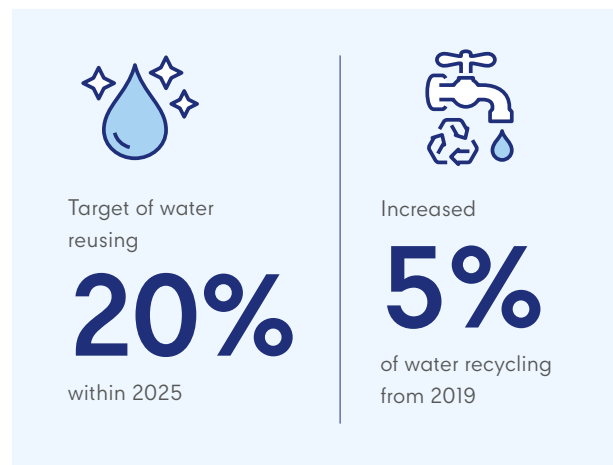 Target of water
reusing
20%
within 2025
Increased
5%
of water recycling
from 2019